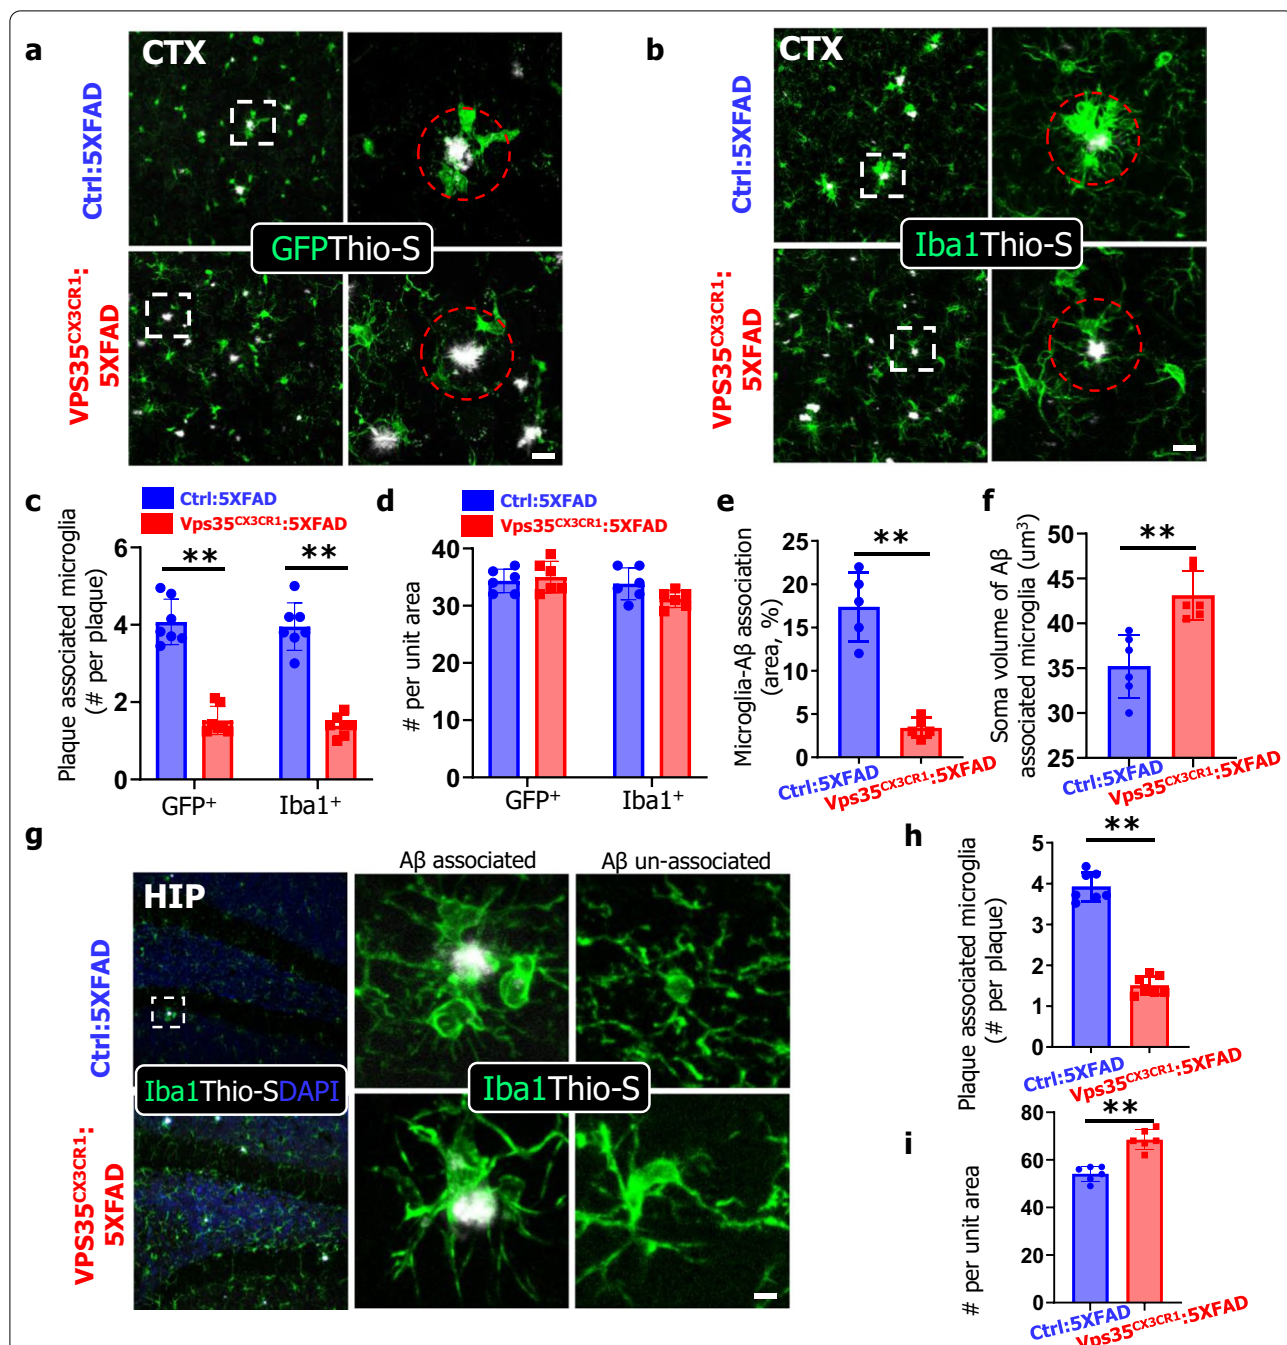 a
CTX
Ctrl:5XFAD
VPS35CX3CR1:
5XFAD
GFPThio-S
b
CTX
Ctrl:5XFAD
VPS35CX3CR1:
5XFAD
Iba1Thio-S
c
Ctrl:5XFAD
Vps35CX3CR1:5XFAD
Plaque associated microglia
(# per plaque)
6
4
2
0
**
**
GFP+
Iba1+
d
Ctrl:5XFAD
Vps35CX3CR1:5XFAD
# per unit area
40
30
20
10
0
GFP+
Iba1+
e
Microglia-Aβ association
(area, %)
25
20
15
10
5
0
**
Ctrl:5XFAD
Vps35CX3CR1:5XFAD
f
Soma volume of Aβ
associated microglia (um3)
50
45
40
35
30
25
**
Ctrl:5XFAD
Vps35CX3CR1:5XFAD
g
Aβ associated
Aβ un-associated
HIP
Ctrl:5XFAD
VPS35CX3CR1:
5XFAD
Iba1Thio-SDAPI
Iba1Thio-S
h
Plaque associated microglia
(# per plaque)
5
4
3
2
1
0
**
Ctrl:5XFAD
Vps35CX3CR1:5XFAD
i
# per unit area
80
60
40
20
0
**
Ctrl:5XFAD
Vps35CX3CR1:5XFAD